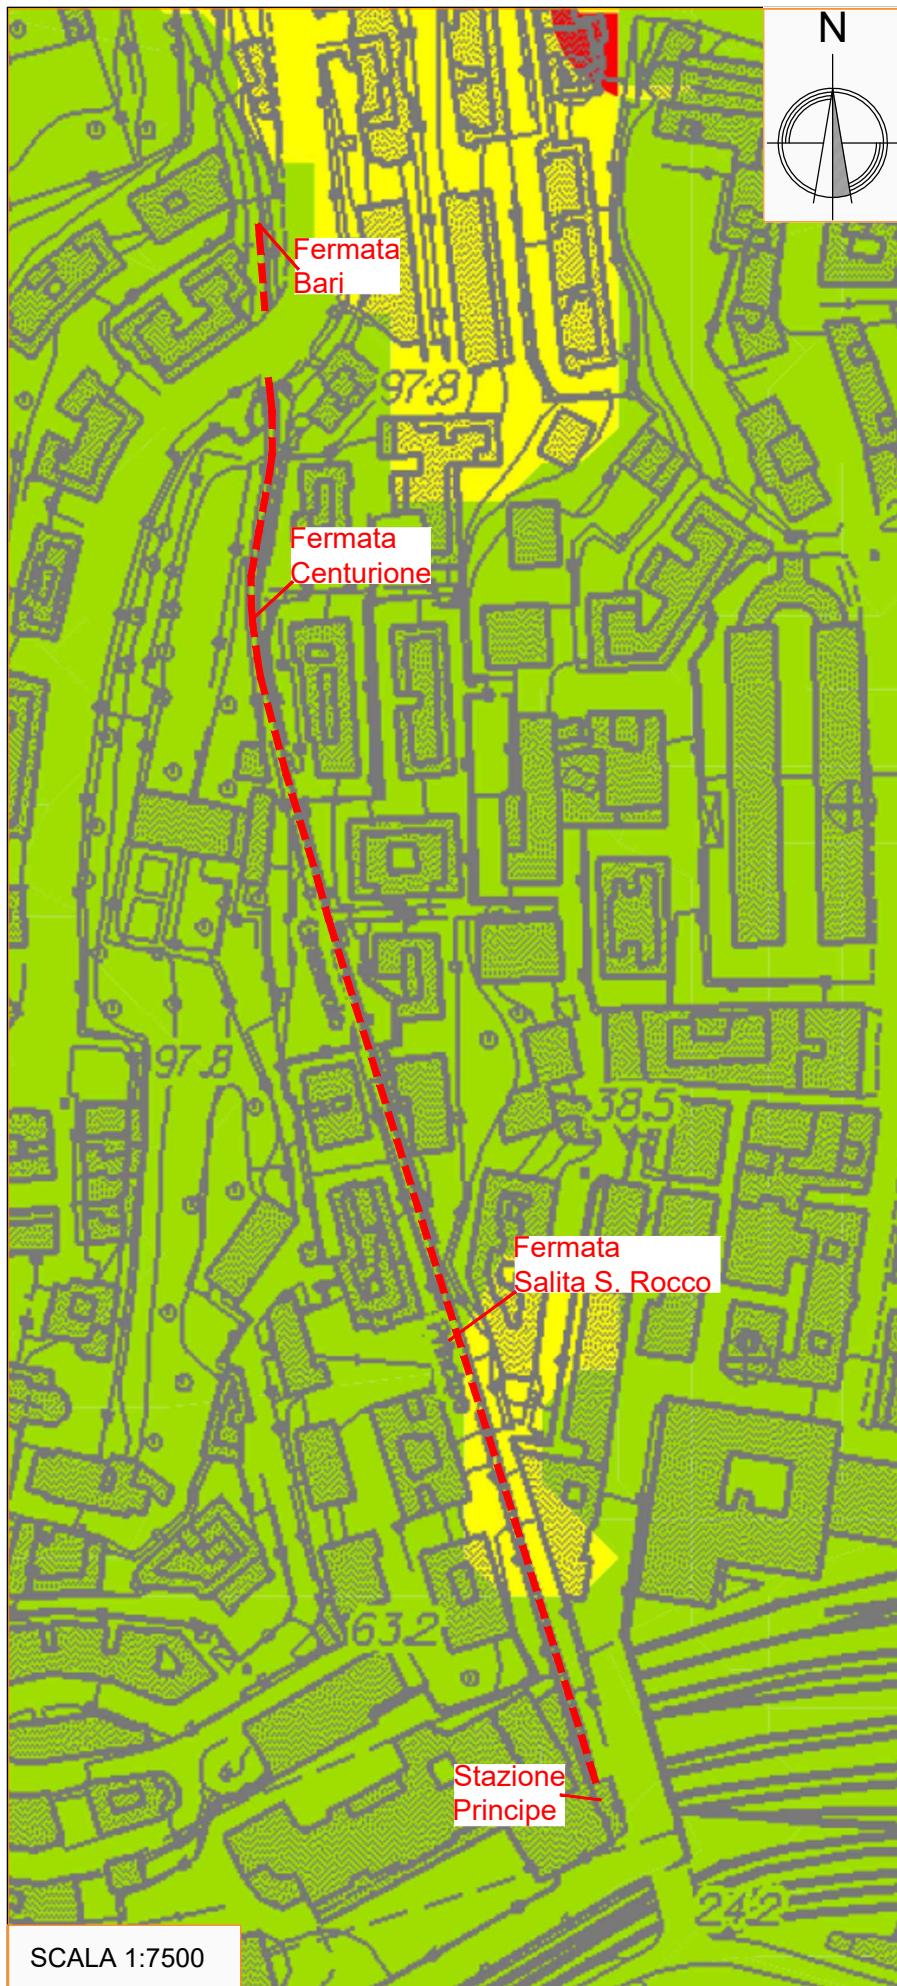 N
Fermata
Bari
97.8
Fermata
Centurione
97.8
38.5
Fermata
Salita S. Rocco
63.2
Stazione
Principe
24.2
SCALA 1:7500